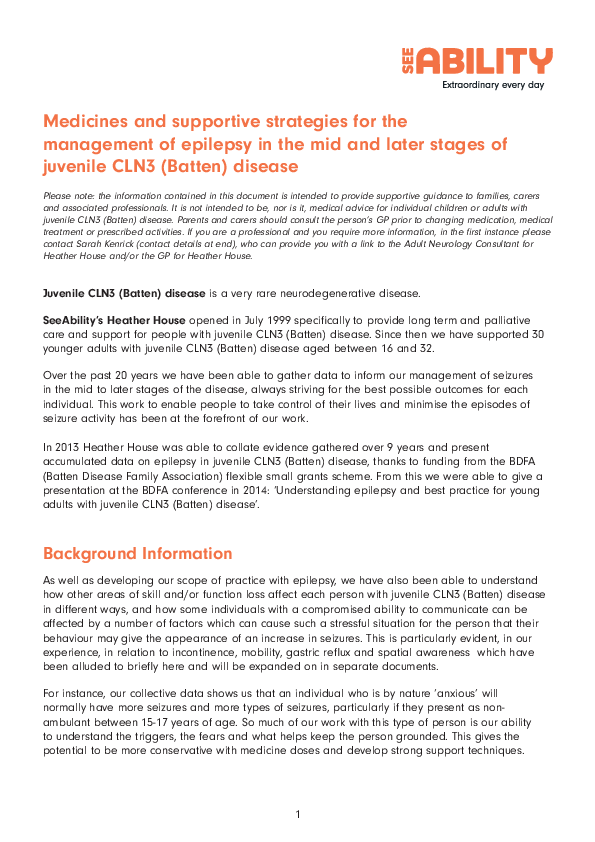 SEE ABILITY
Extraordinary every day
Medicines and supportive strategies for the
management of epilepsy in the mid and later stages of
juvenile CLN3 (Batten) disease
Please note: the information contained in this document is intended to provide supportive guidance to families, carers
and associated professionals. It is not intended to be, nor is it, medical advice for individual children or adults with
juvenile CLN3 (Batten) disease. Parents and carers should consult the person's GP prior to changing medication, medical
treatment or prescribed activities. If you are a professional and you require more information, in the first instance please
contact Sarah Kenrick (contact details at end), who can provide you with a link to the Adult Neurology Consultant for
Heather House and/or the GP for Heather House.
Juvenile CLN3 (Batten) disease is a very rare neurodegenerative disease.
SeeAbility's Heather House opened in July 1999 specifically to provide long term and palliative
care and support for people with juvenile CLN3 (Batten) disease. Since then we have supported 30
younger adults with juvenile CLN3 (Batten) disease aged between 16 and 32.
Over the past 20 years we have been able to gather data to inform our management of seizures
in the mid to later stages of the disease, always striving for the best possible outcomes for each
individual. This work to enable people to take control of their lives and minimise the episodes of
seizure activity has been at the forefront of our work.
In 2013 Heather House was able to collate evidence gathered over 9 years and present
accumulated data on epilepsy in juvenile CLN3 (Batten) disease, thanks to funding from the BDFA
(Batten Disease Family Association) flexible small grants scheme. From this we were able to give a
presentation at the BDFA conference in 2014: 'Understanding epilepsy and best practice for young
adults with juvenile CLN3 (Batten) disease'.
Background Information
As well as developing our scope of practice with epilepsy, we have also been able to understand
how other areas of skill and/or function loss affect each person with juvenile CLN3 (Batten) disease
in different ways, and how some individuals with a compromised ability to communicate can be
affected by a number of factors which can cause such a stressful situation for the person that their
behaviour may give the appearance of an increase in seizures. This is particularly evident, in our
experience, in relation to incontinence, mobility, gastric reflux and spatial awareness which have
been alluded to briefly here and will be expanded on in separate documents.
For instance, our collective data shows us that an individual who is by nature 'anxious' will
normally have more seizures and more types of seizures, particularly if they present as non-
ambulant between 15-17 years of age. So much of our work with this type of person is our ability
to understand the triggers, the fears and what helps keep the person grounded. This gives the
potential to be more conservative with medicine doses and develop strong support techniques.
1